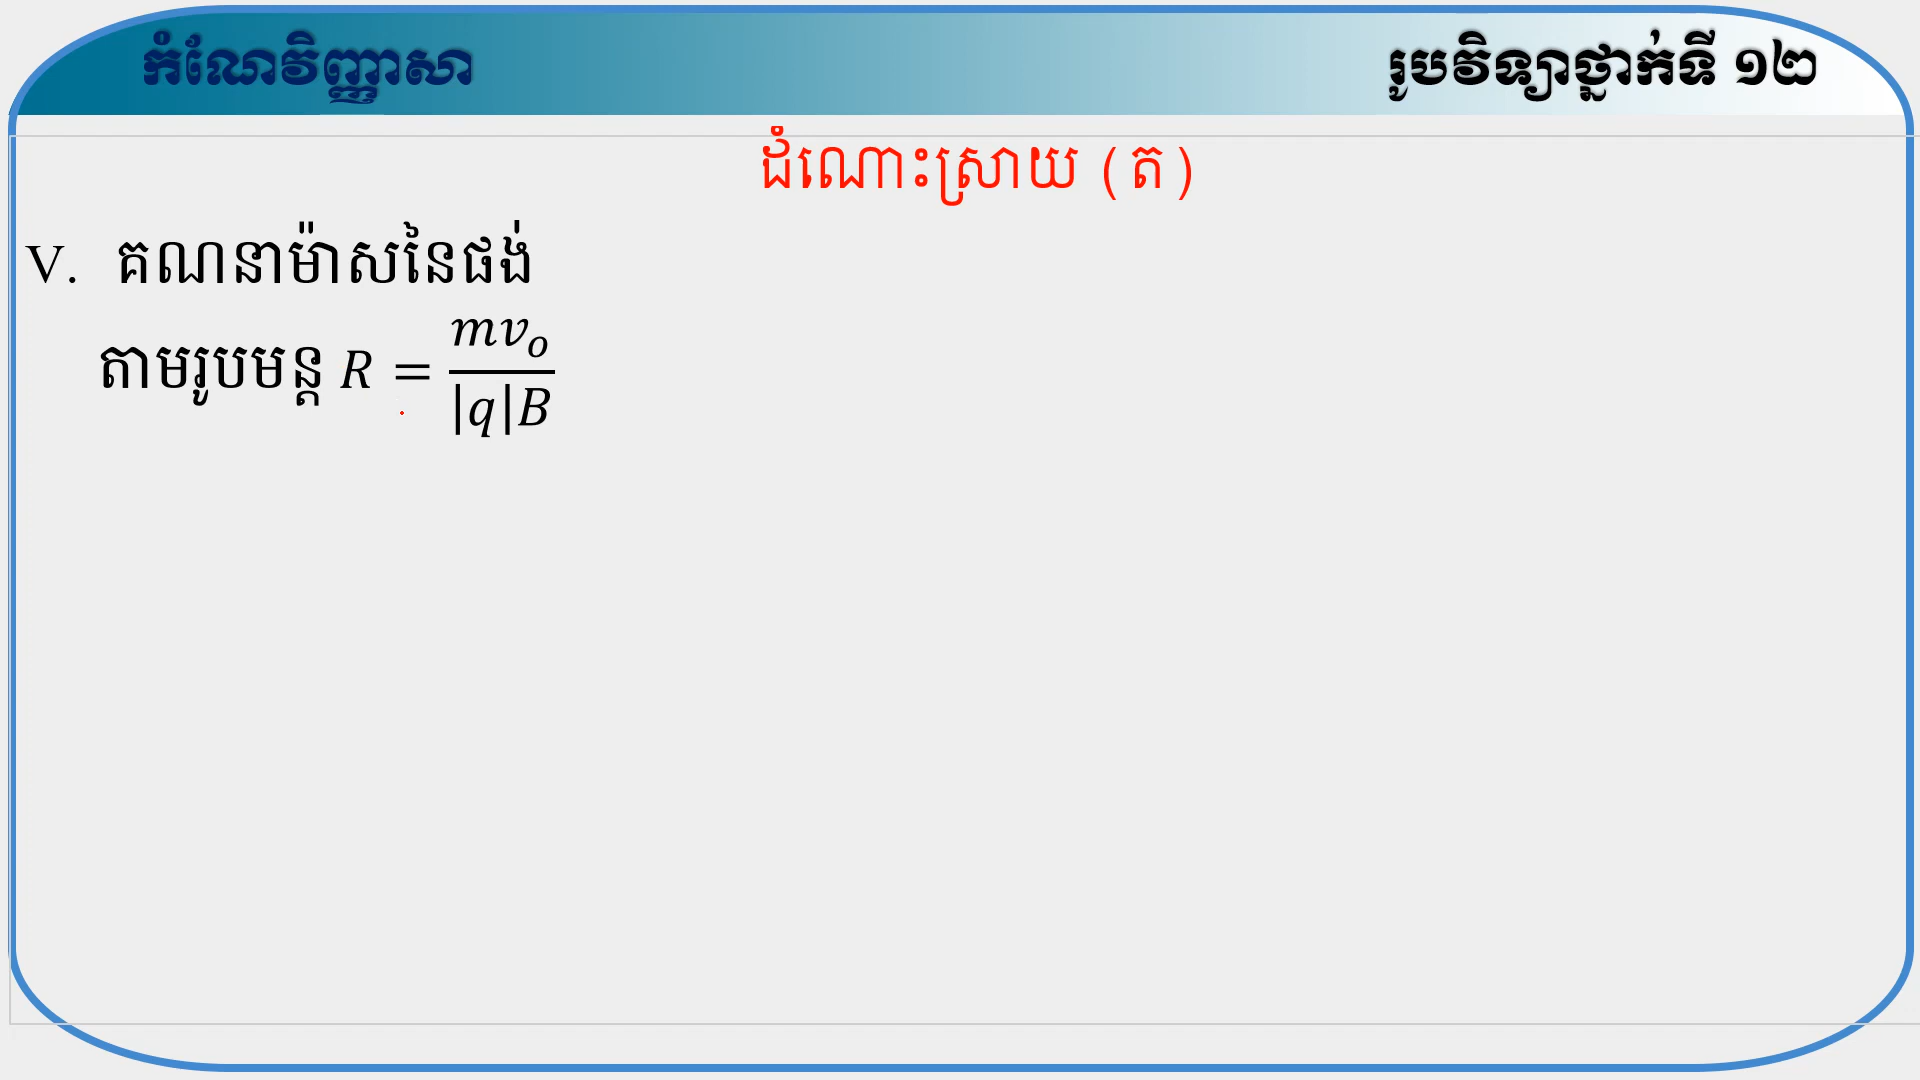 កំណែវិញ្ញាសា
រូបវិទ្យាថ្នាក់ទី ១២
ដំណោះស្រាយ (ត)
V. គណនាម៉ាសនៃផង់
តាមរូបមន្ត R = mv₀ / |q|B